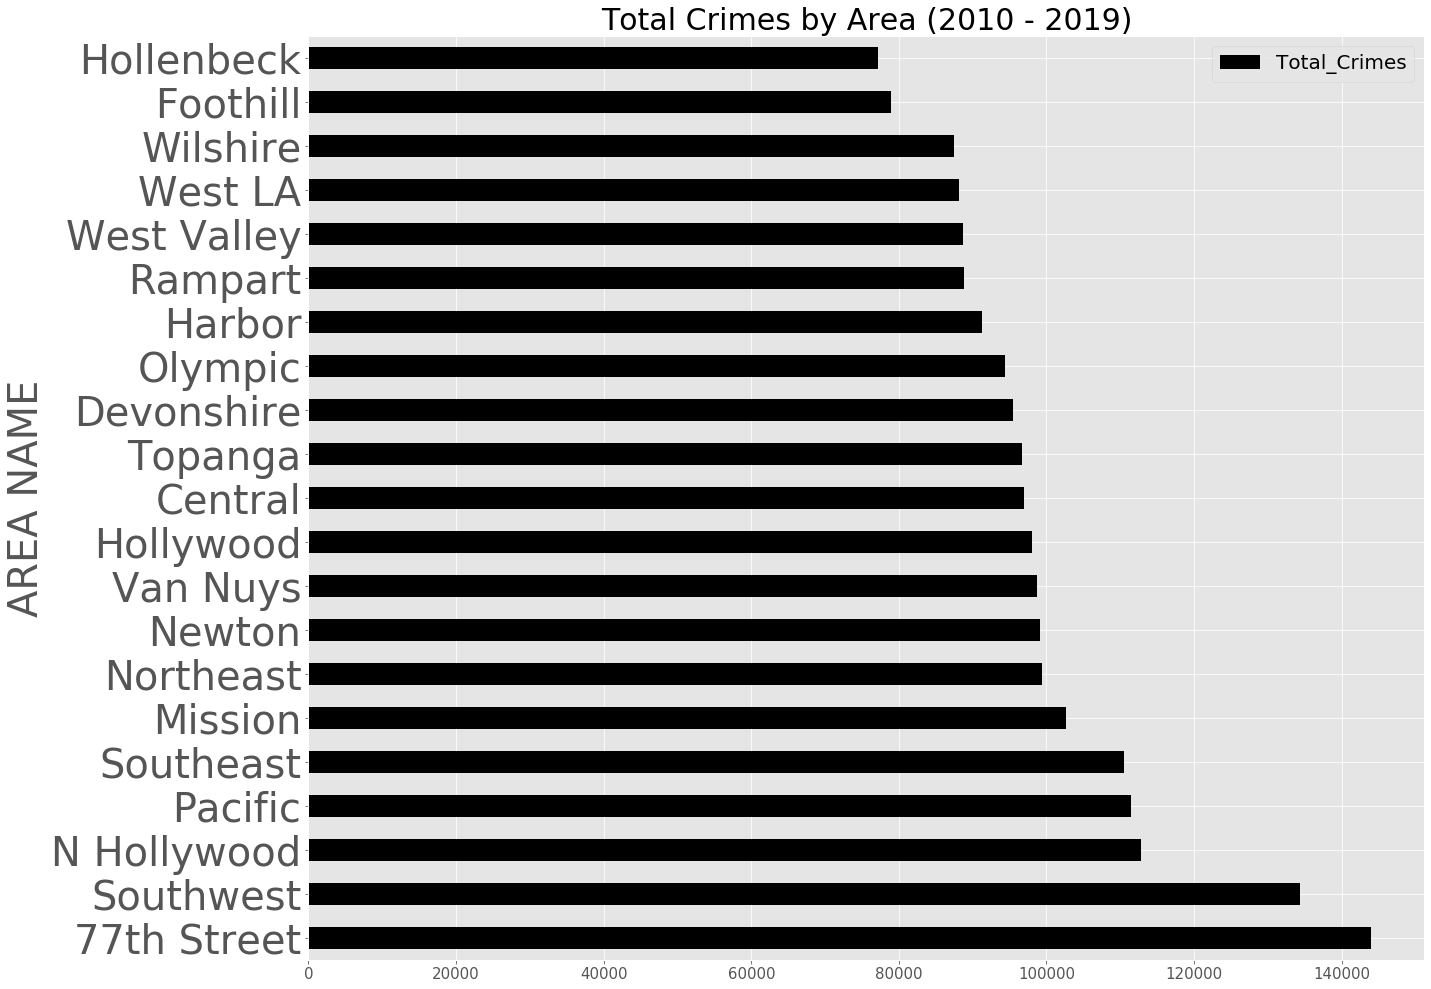 Total Crimes by Area (2010 - 2019)
Total_Crimes
AREA NAME
Hollenbeck
Foothill
Wilshire
West LA
West Valley
Rampart
Harbor
Olympic
Devonshire
Topanga
Central
Hollywood
Van Nuys
Newton
Northeast
Mission
Southeast
Pacific
N Hollywood
Southwest
77th Street
0 20000 40000 60000 80000 100000 120000 140000